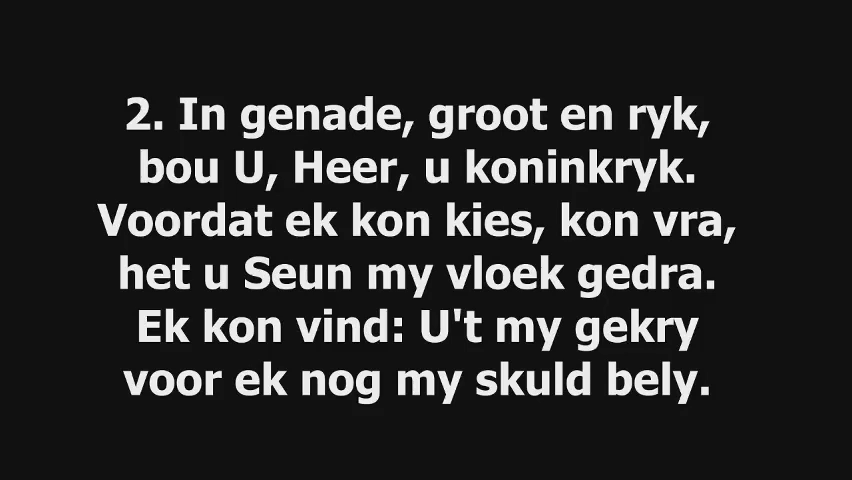 2. In genade, groot en ryk,
bou U, Heer, u koninkryk.
Voordat ek kon kies, kon vra,
het u Seun my vloek gedra.
Ek kon vind: U't my gekry
voor ek nog my skuld bely.